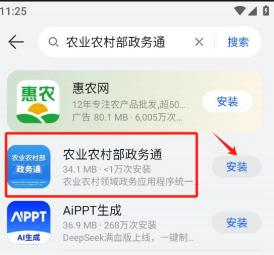 11:25
农业农村部政务通
搜索
惠农
惠农网
12年专注农产品批发,超50...
广告 80.1 MB · 6,005万次...
安装
农业农村部
政务通
农业农村部政务通
34.1 MB · <1万次安装
农业农村领域政务应用程序统一...
安装
AiPPT
AI生成
AiPPT生成
36.9 MB · 268万次安装
DeepSeek满血版上线，一键制...
安装